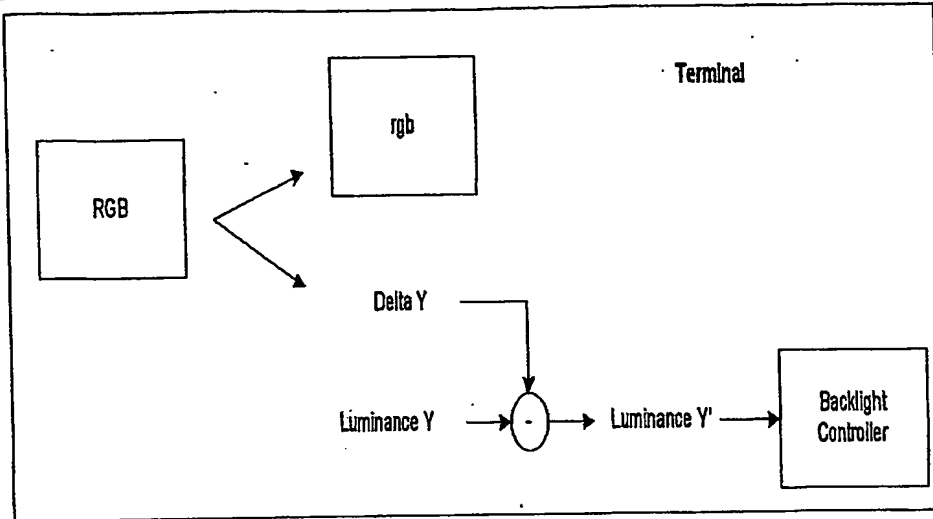 Terminal
rgb
RGB
Delta Y
Luminance Y
-
Luminance Y'
Backlight
Controller